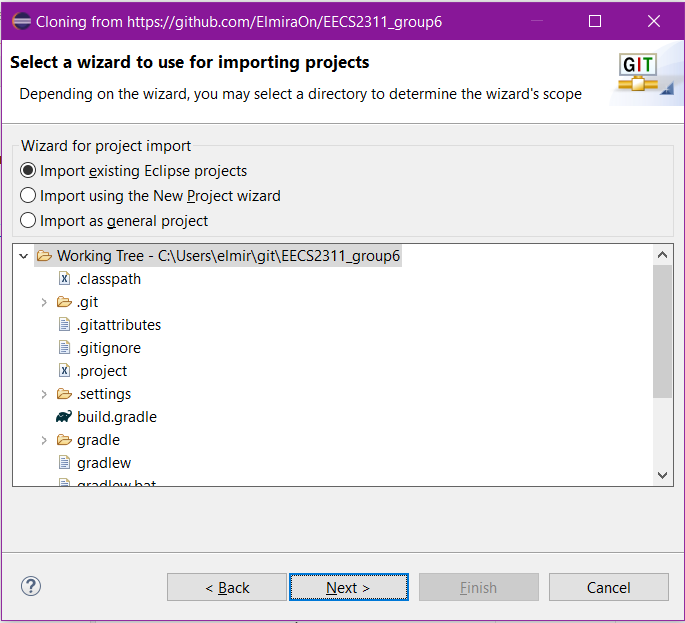 Cloning from https://github.com/ElmiraOn/EECS2311_group6
Select a wizard to use for importing projects
Depending on the wizard, you may select a directory to determine the wizard's scope
GIT
Wizard for project import
Import existing Eclipse projects
Import using the New Project wizard
Import as general project
Working Tree - C:\Users\elmir\git\EECS2311_group6
.classpath
.git
.gitattributes
.gitignore
.project
.settings
build.gradle
gradle
gradlew
gradlew.bat
< Back Next > Finish Cancel